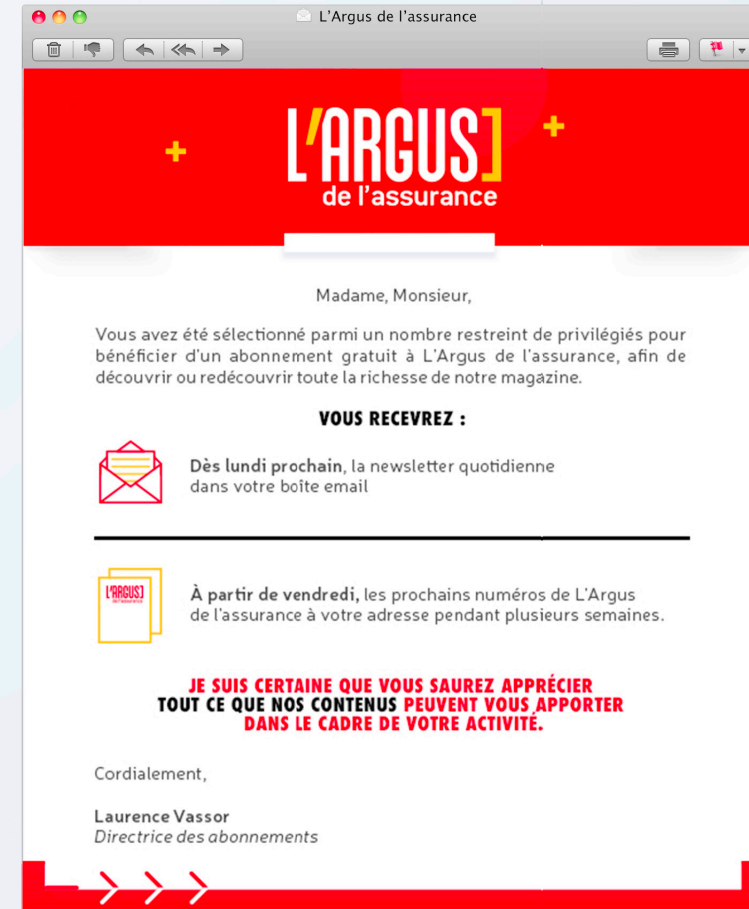 L'Argus de l'assurance
L'ARGUS]
de l'assurance
Madame, Monsieur,
Vous avez été sélectionné parmi un nombre restreint de privilégiés pour
bénéficier d'un abonnement gratuit à L'Argus de l'assurance, afin de
découvrir ou redécouvrir toute la richesse de notre magazine.
VOUS RECEVREZ :
Dès lundi prochain, la newsletter quotidienne
dans votre boîte email
L'ARGUS]
de l'assurance
À partir de vendredi, les prochains numéros de L'Argus
de l'assurance à votre adresse pendant plusieurs semaines.
JE SUIS CERTAINE QUE VOUS SAUREZ APPRÉCIER
TOUT CE QUE NOS CONTENUS PEUVENT VOUS APPORTER
DANS LE CADRE DE VOTRE ACTIVITÉ.
Cordialement,
Laurence Vassor
Directrice des abonnements